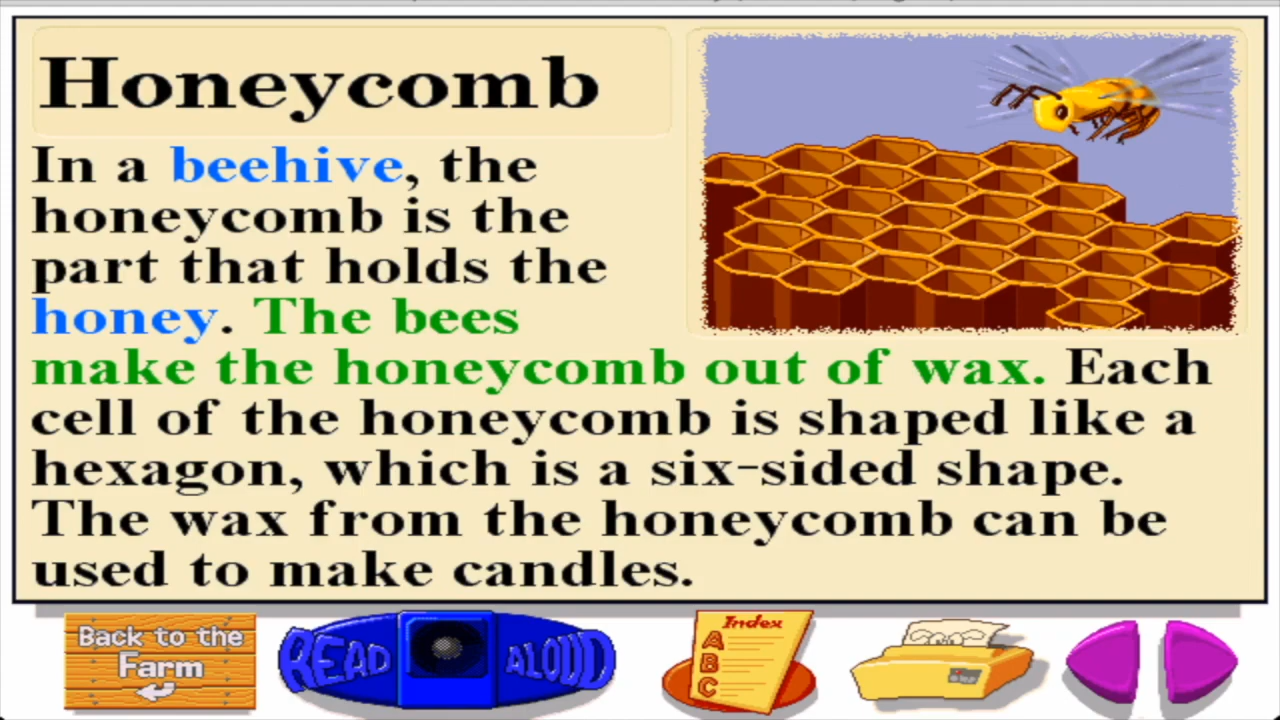 Honeycomb
In a beehive, the
honeycomb is the
part that holds the
honey. The bees
make the honeycomb out of wax. Each
cell of the honeycomb is shaped like a
hexagon, which is a six-sided shape.
The wax from the honeycomb can be
used to make candles.
Back to the
Farm
READ ALOUD
Index
A
B
C